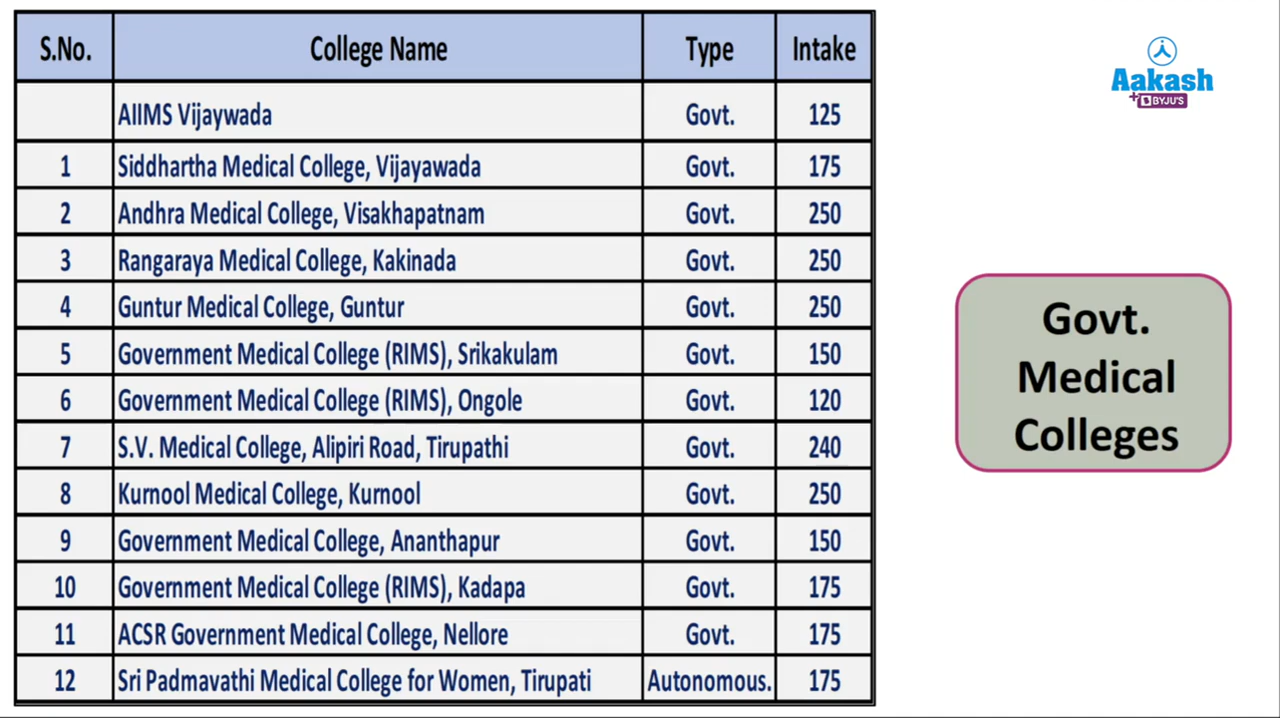 S.No. College Name Type Intake
AIIMS Vijaywada Govt. 125
1 Siddhartha Medical College, Vijayawada Govt. 175
2 Andhra Medical College, Visakhapatnam Govt. 250
3 Rangaraya Medical College, Kakinada Govt. 250
4 Guntur Medical College, Guntur Govt. 250
5 Government Medical College (RIMS), Srikakulam Govt. 150
6 Government Medical College (RIMS), Ongole Govt. 120
7 S.V. Medical College, Alipiri Road, Tirupathi Govt. 240
8 Kurnool Medical College, Kurnool Govt. 250
9 Government Medical College, Ananthapur Govt. 150
10 Government Medical College (RIMS), Kadapa Govt. 175
11 ACSR Government Medical College, Nellore Govt. 175
12 Sri Padmavathi Medical College for Women, Tirupati Autonomous. 175
Aakash
+ BYJU'S
Govt.
Medical
Colleges